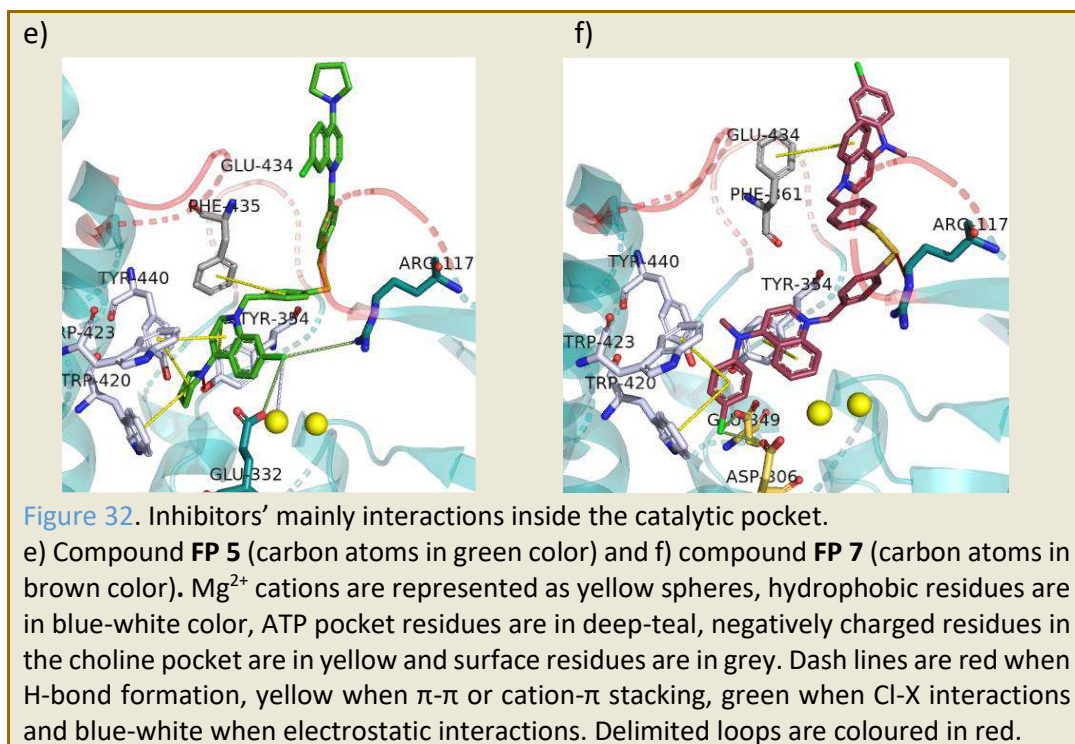 e)
f)
GLU-434
PHE-435
TYR-440
ARG-117
TYR-354
RP-423
TRP-420
GLU-332
GLU-434
PHE-361
ARG-117
TYR-440
TYR-354
TRP-423
TRP-420
GLU-349
ASP-306
Figure 32. Inhibitors’ mainly interactions inside the catalytic pocket.
e) Compound FP 5 (carbon atoms in green color) and f) compound FP 7 (carbon atoms in
brown color). Mg²⁺ cations are represented as yellow spheres, hydrophobic residues are
in blue-white color, ATP pocket residues are in deep-teal, negatively charged residues in
the choline pocket are in yellow and surface residues are in grey. Dash lines are red when
H-bond formation, yellow when π-π or cation-π stacking, green when Cl-X interactions
and blue-white when electrostatic interactions. Delimited loops are coloured in red.